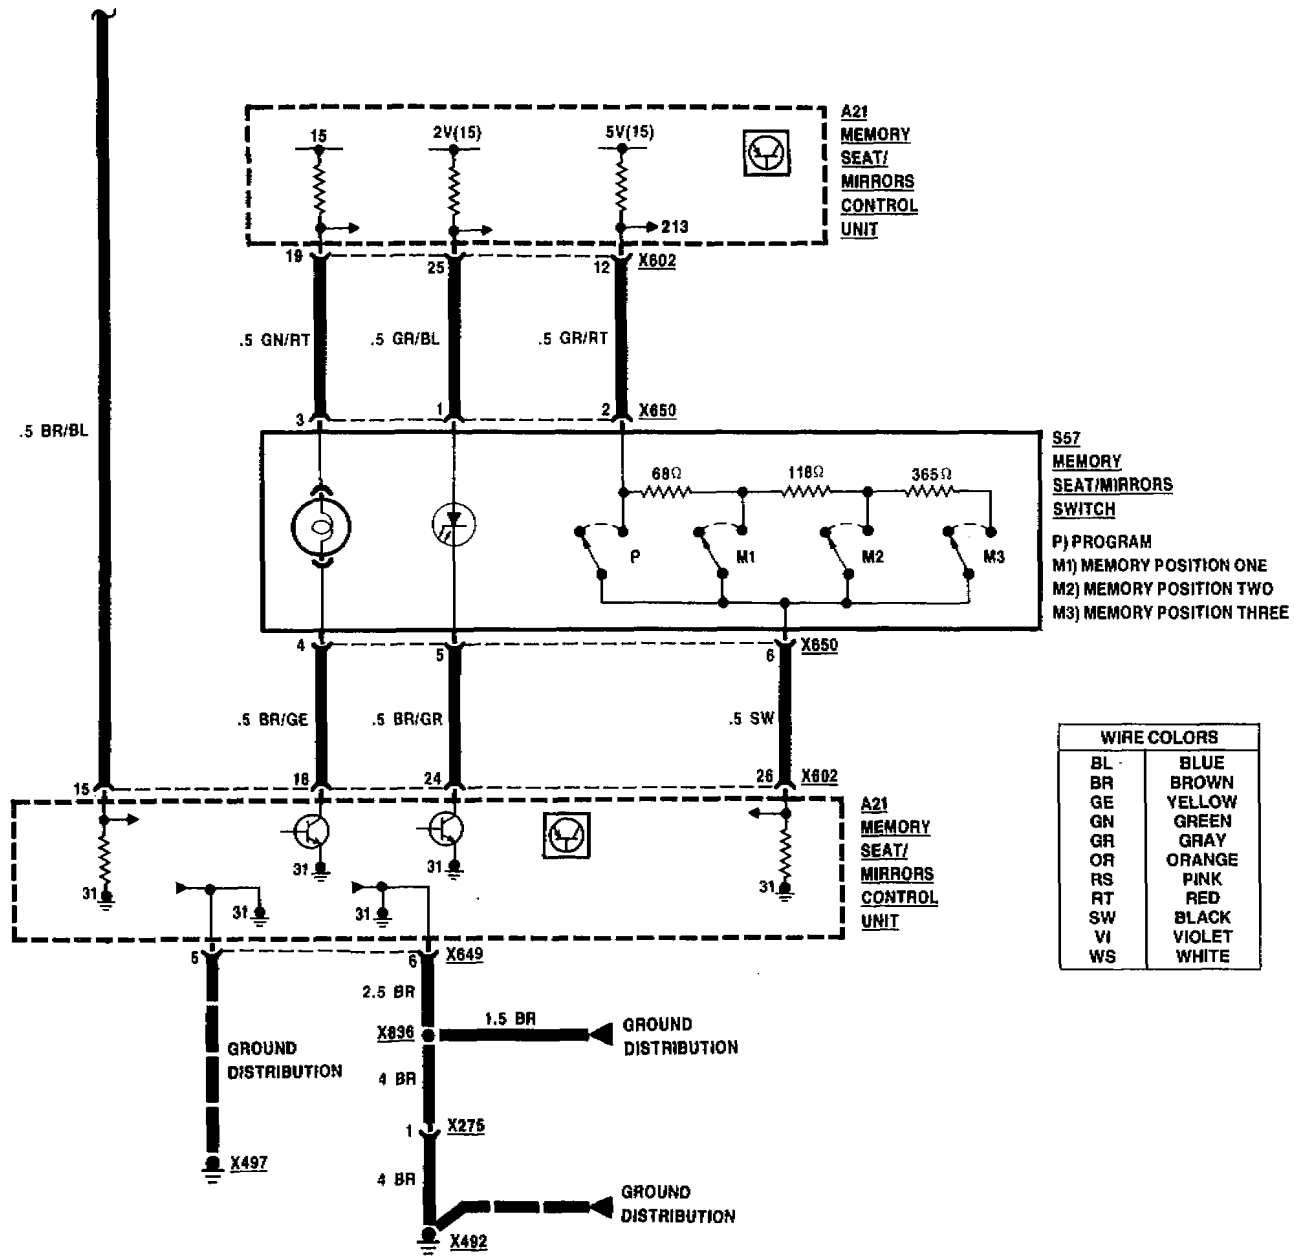 15
2V(15)
5V(15)
A21
MEMORY
SEAT/
MIRRORS
CONTROL
UNIT
213
19
25
12
X602
.5 GN/RT
.5 GR/BL
.5 GR/RT
3
1
2
X650
.5 BR/BL
S57
MEMORY
SEAT/MIRRORS
SWITCH
P) PROGRAM
M1) MEMORY POSITION ONE
M2) MEMORY POSITION TWO
M3) MEMORY POSITION THREE
68Ω
118Ω
365Ω
P
M1
M2
M3
4
5
6
X650
.5 BR/GE
.5 BR/GR
.5 SW
15
18
24
26
X602
A21
MEMORY
SEAT/
MIRRORS
CONTROL
UNIT
31
31
31
31
31
31
WIRE COLORS
BL BLUE
BR BROWN
GE YELLOW
GN GREEN
GR GRAY
OR ORANGE
RS PINK
RT RED
SW BLACK
VI VIOLET
WS WHITE
6
X649
2.5 BR
X896
1.5 BR
GROUND
DISTRIBUTION
GROUND
DISTRIBUTION
4 BR
1
X275
X497
4 BR
GROUND
DISTRIBUTION
X492